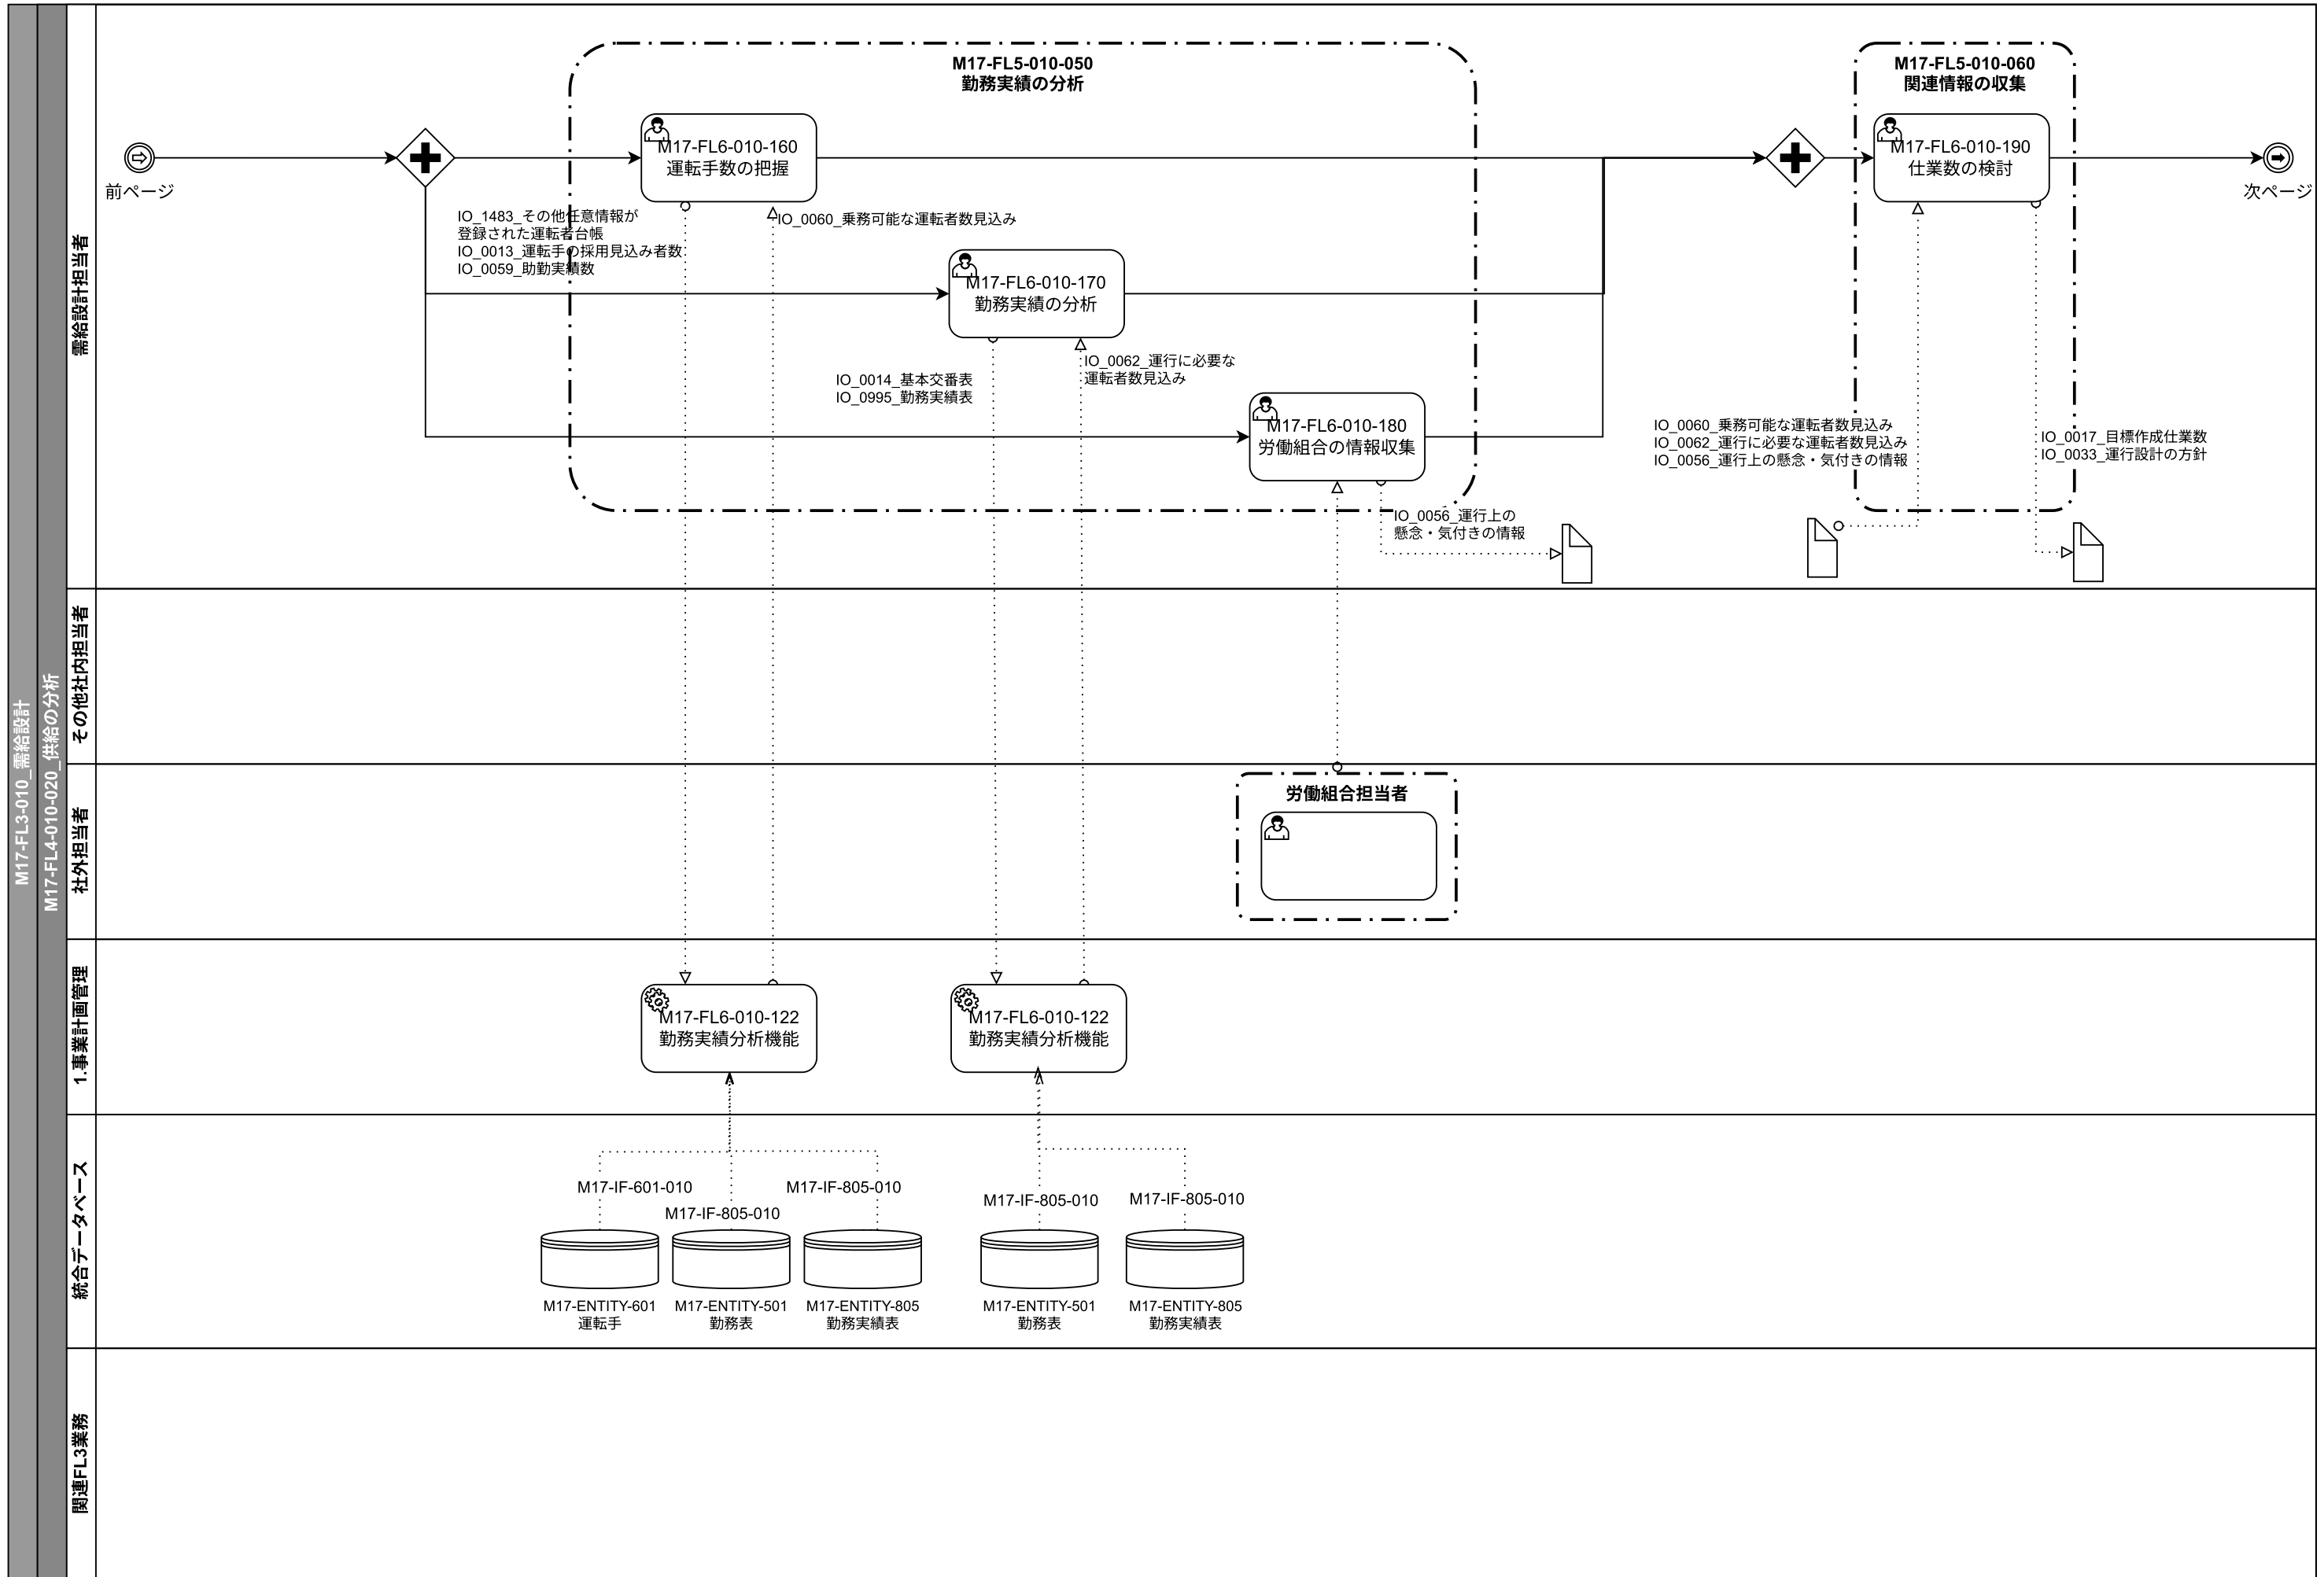 M17-FL3-010_需給設計
M17-FL4-010-020_供給の分析
需給設計担当者
前ページ
M17-FL5-010-050
勤務実績の分析
M17-FL6-010-160
運転手数の把握
IO_1483_その他任意情報が
登録された運転者台帳
IO_0013_運転手の採用見込み者数
IO_0059_助勤実績数
IO_0060_乗務可能な運転者数見込み
M17-FL6-010-170
勤務実績の分析
IO_0014_基本交番表
IO_0995_勤務実績表
IO_0062_運行に必要な
運転者数見込み
M17-FL6-010-180
労働組合の情報収集
IO_0056_運行上の
懸念・気付きの情報
M17-FL5-010-060
関連情報の収集
M17-FL6-010-190
仕業数の検討
IO_0060_乗務可能な運転者数見込み
IO_0062_運行に必要な運転者数見込み
IO_0056_運行上の懸念・気付きの情報
IO_0017_目標作成仕業数
IO_0033_運行設計の方針
次ページ
その他社内担当者
社外担当者
労働組合担当者
1.事業計画管理
M17-FL6-010-122
勤務実績分析機能
M17-FL6-010-122
勤務実績分析機能
統合データベース
M17-IF-601-010
M17-IF-805-010
M17-IF-805-010
M17-IF-805-010
M17-IF-805-010
M17-ENTITY-601
運転手
M17-ENTITY-501
勤務表
M17-ENTITY-805
勤務実績表
M17-ENTITY-501
勤務表
M17-ENTITY-805
勤務実績表
関連FL3業務